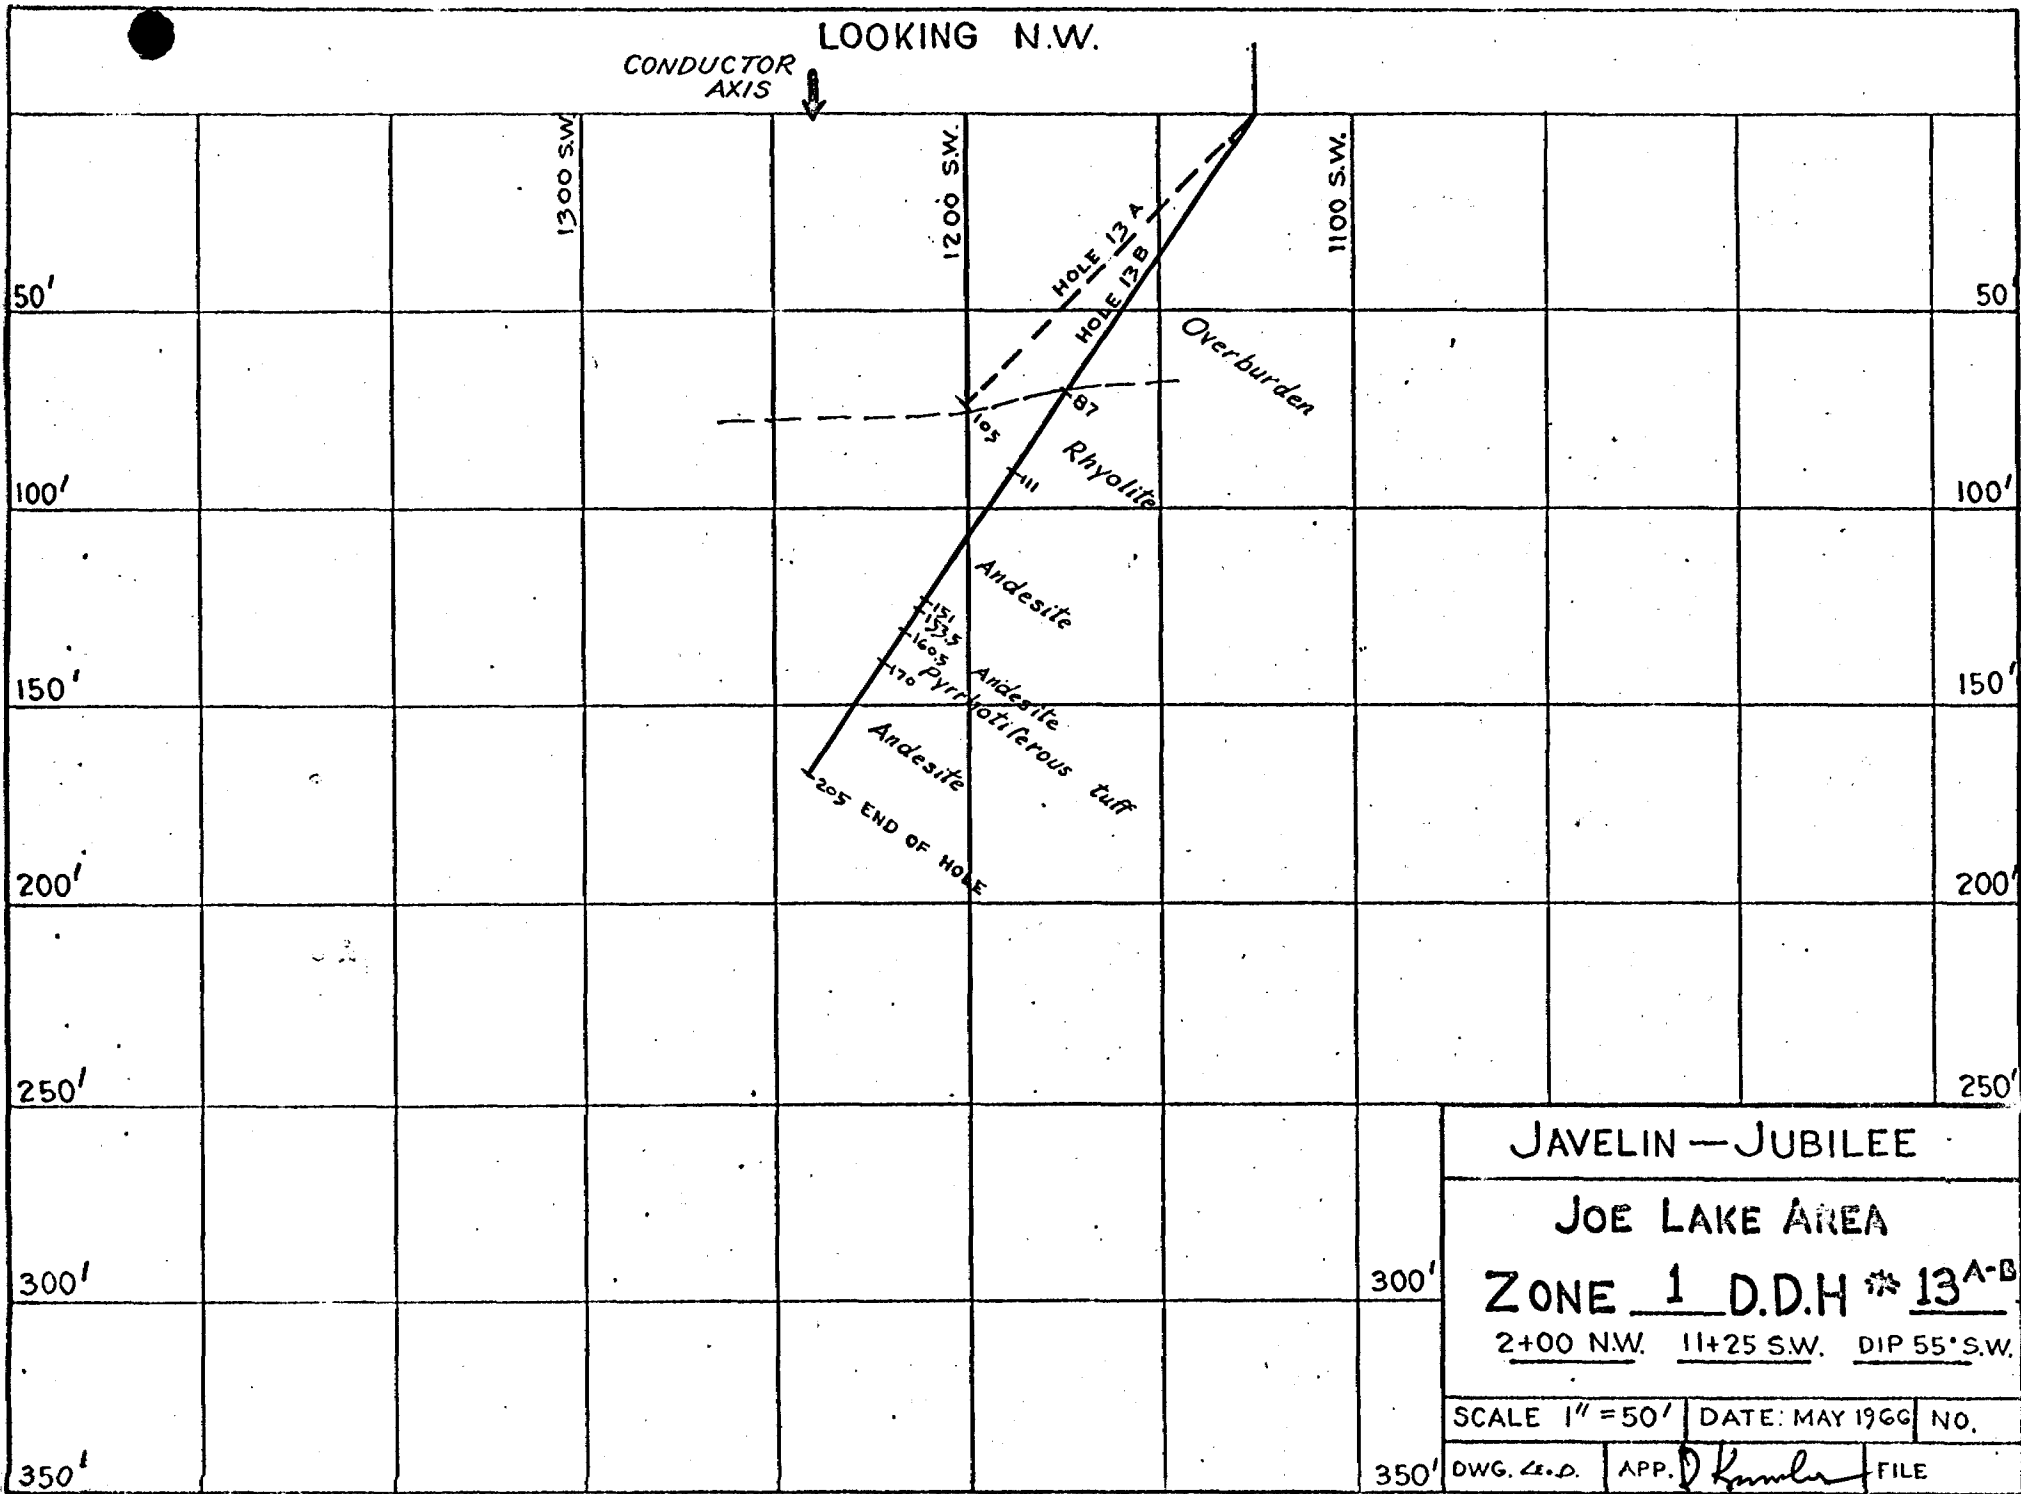 LOOKING N.W.
CONDUCTOR
AXIS
1300 S.W.
1200 S.W.
1100 S.W.
HOLE 13 A
HOLE 13 B
50'
50'
Overburden
87
105
Rhyolite
111
100'
100'
Andesite
151
153.5
160.5
Andesite
170
Pyrrhotiferous tuff
150'
150'
Andesite
205 END OF HOLE
200'
200'
250'
250'
JAVELIN — JUBILEE
JOE LAKE AREA
300'
300'
ZONE 1 D.D.H # 13 A-B
2+00 N.W. 11+25 S.W. DIP 55° S.W.
SCALE 1" = 50' DATE: MAY 1966 NO.
350'
350'
DWG. APP. FILE